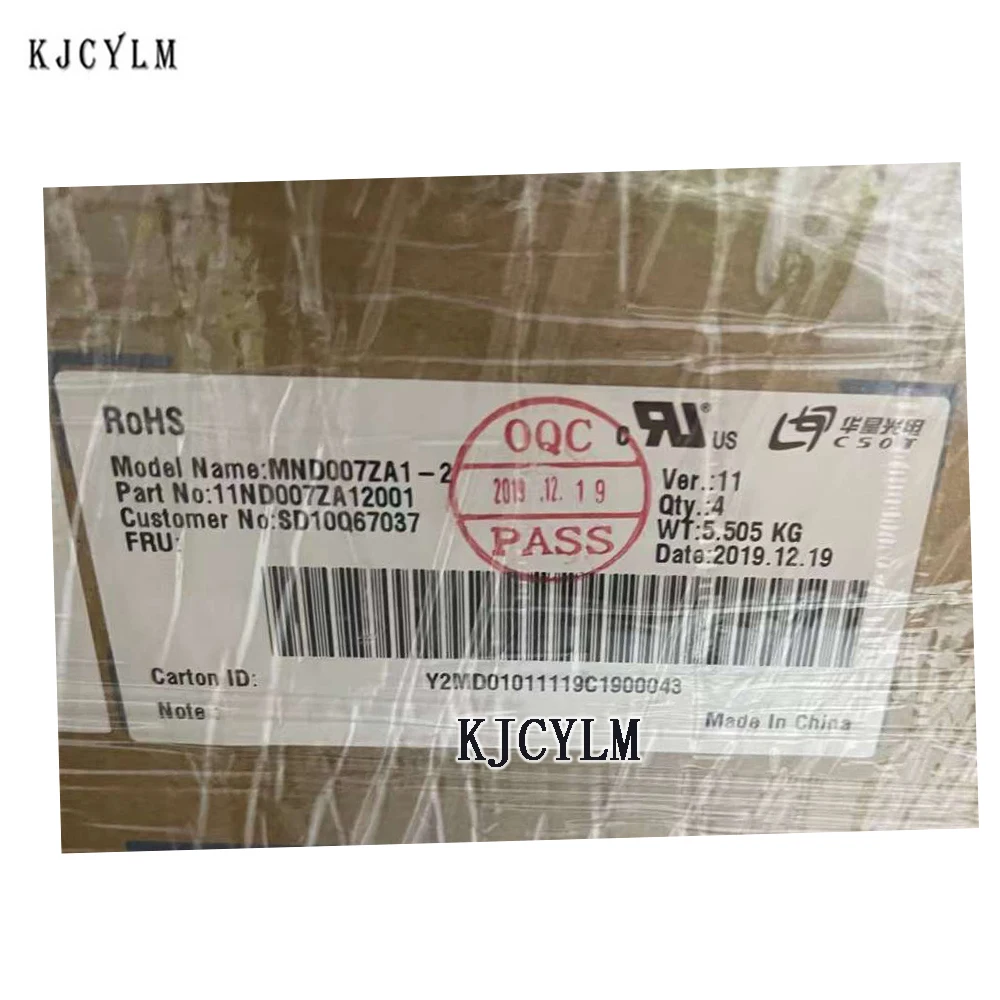 KJCYLM
RoHS
OQC
2019.12.19
PASS
C UR US
华星光电
CSOT
Model Name:MND007ZA1-2
Part No:11ND007ZA12001
Customer No:SD10Q67037
FRU:
Ver.:11
Qty.:4
WT:5.505 KG
Date:2019.12.19
Carton ID: Y2MD01011119C1900043
Note:
Made In China
KJCYLM